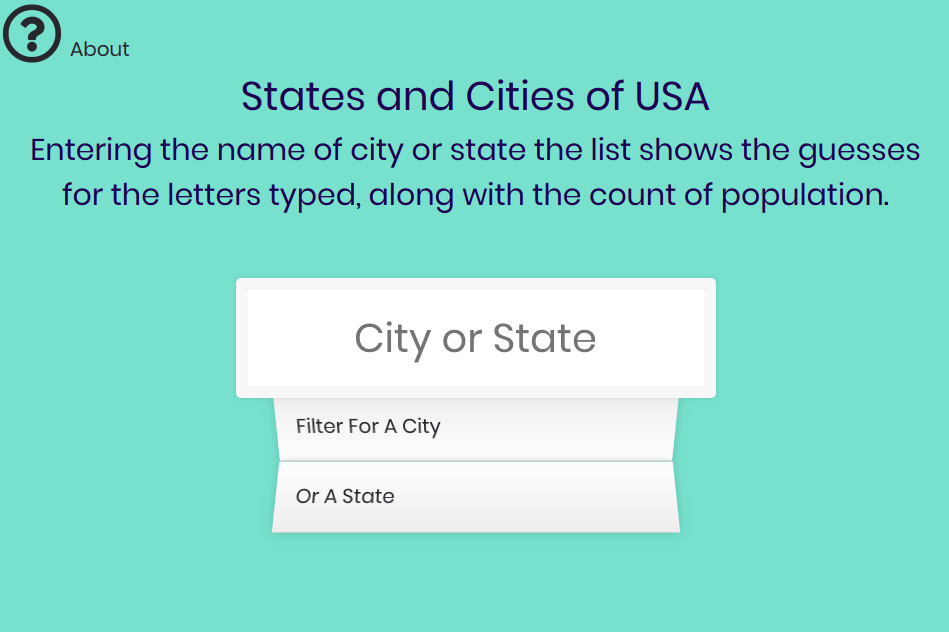 About
States and Cities of USA
Entering the name of city or state the list shows the guesses
for the letters typed, along with the count of population.
City or State
Filter For A City
Or A State